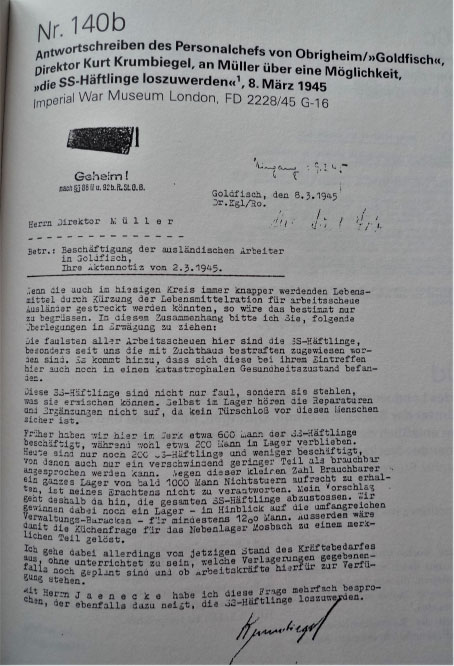 Nr. 140b
Antwortschreiben des Personalchefs von Obrigheim/»Goldfisch«,
Direktor Kurt Krumbiegel, an Müller über eine Möglichkeit,
»die SS-Häftlinge loszuwerden«¹, 8. März 1945
Imperial War Museum London, FD 2228/45 G-16
Geheim!
nach §§ 88 II u. 92 b. R. St. G. B.
Eingang 9.3.45
Goldfisch, den 8.3.1945
Dr.Zgl/Ro.
Herrn Direktor M ü l l e r
Betr.: Beschäftigung der ausländischen Arbeiter
in Goldfisch,
Ihre Aktennotiz vom 2.3.1945.
Wenn die auch im hiesigen Kreis immer knapper werdenden Lebens-
mittel durch Kürzung der Lebensmittelration für arbeitsscheue
Ausländer gestreckt werden könnten, so wäre das bestimmt nur
zu begrüssen. In diesem Zusammenhang bitte ich Sie, folgende
Überlegungen in Erwägung zu ziehen:
Die faulsten aller Arbeitsscheuen hier sind die SS-Häftlinge,
besonders seit uns die mit Zuchthaus bestraften zugewiesen wor-
den sind. Es kommt hinzu, dass sich diese bei ihrem Eintreffen
hier auch noch in einem katastrophalen Gesundheitszustand befan-
den.
Diese SS-Häftlinge sind nicht nur faul, sondern sie stehlen,
was sie erwischen können. Selbst im Lager hören die Reparaturen
und Ergänzungen nicht auf, da kein Türschloß vor diesen Menschen
sicher ist.
Früher haben wir hier im Werk etwa 600 Mann der SS-Häftlinge
beschäftigt, während wohl etwa 200 Mann im Lager verblieben.
Heute sind nur noch 200 SS-Häftlinge und weniger beschäftigt,
von denen auch nur ein verschwindend geringer Teil als brauchbar
angesprochen werden kann. Wegen dieser kleinen Zahl Brauchbarer
ein ganzes Lager von bald 1000 Mann Nichtstuern aufrecht zu erhal-
ten, ist meines Erachtens nicht zu verantworten. Mein Vorschlag
geht deshalb da hin, die gesamten SS-Häftlinge abzustossen. Wir
gewinnen dabei noch ein Lager - im Hinblick auf die umfangreichen
Verwaltungs-Baracken - für mindestens 1200 Mann. Ausserdem wäre
damit die Küchenfrage für das Nebenlager Mosbach zu einem merk-
lichen Teil gelöst.
Ich gehe dabei allerdings vom jetzigen Stand des Kräftebedarfes
aus, ohne unterrichtet zu sein, welche Verlagerungen gegebenen-
falls noch geplant sind und ob Arbeitskräfte hierfür zur Verfü-
gung stehen.
Mit Herrn J a e n e c k e habe ich diese Frage mehrfach bespro-
chen, der ebenfalls dazu neigt, die SS-Häftlinge loszuwerden.
Krumbiegel